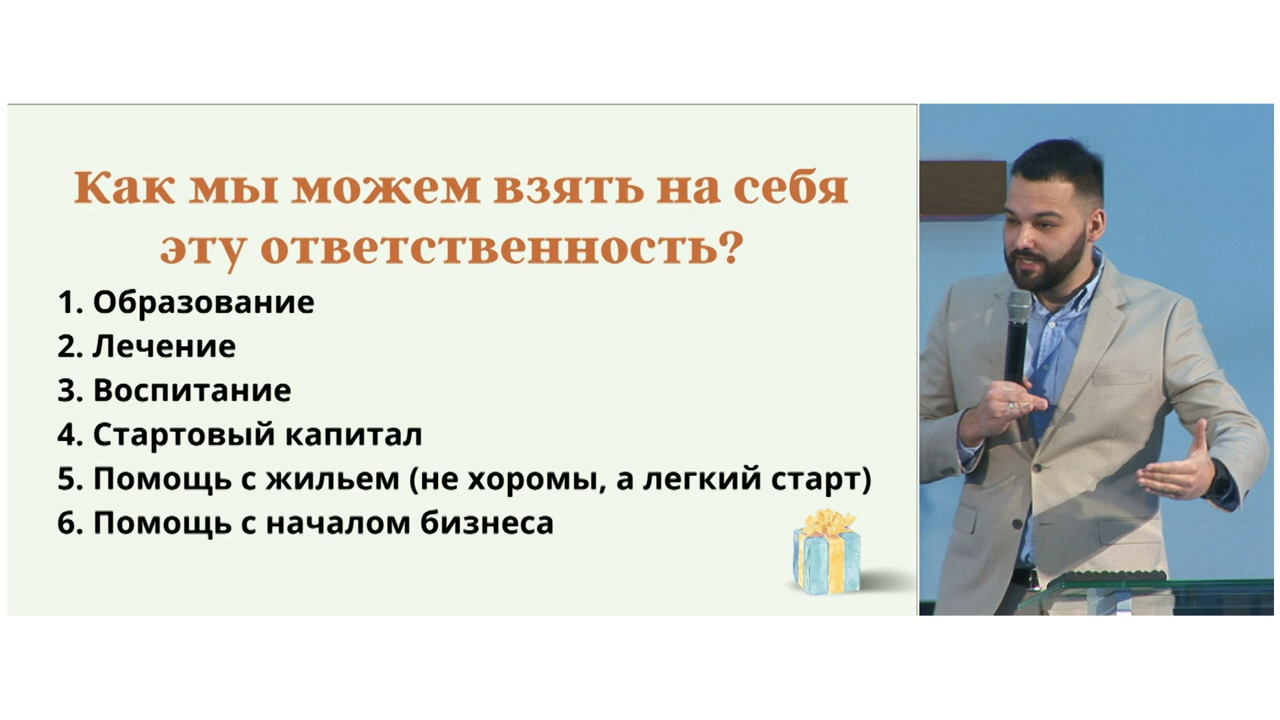 Как мы можем взять на себя
эту ответственность?
1. Образование
2. Лечение
3. Воспитание
4. Стартовый капитал
5. Помощь с жильем (не хоромы, а легкий старт)
6. Помощь с началом бизнеса